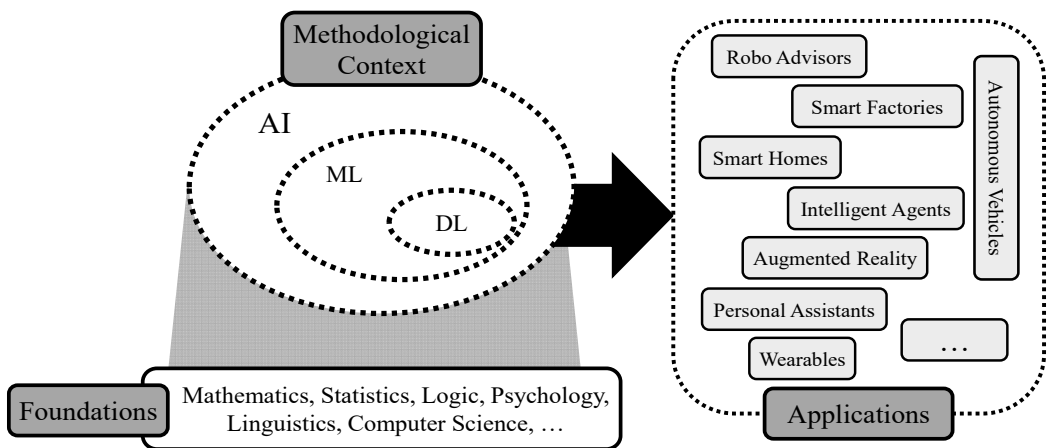 Methodological
Context
AI
ML
DL
Foundations
Mathematics, Statistics, Logic, Psychology,
Linguistics, Computer Science, …
Robo Advisors
Smart Factories
Smart Homes
Intelligent Agents
Augmented Reality
Personal Assistants
Wearables
…
Autonomous Vehicles
Applications